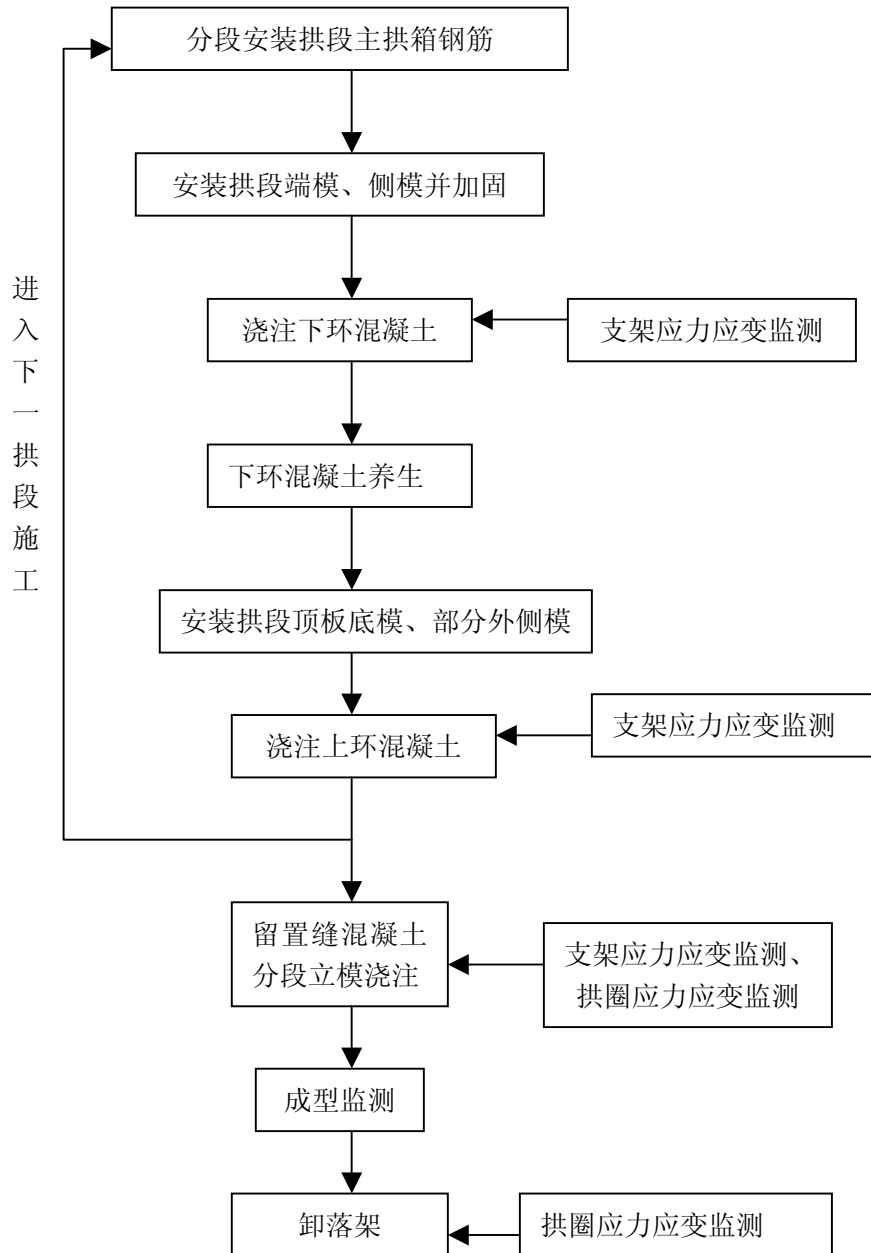 分段安装拱段主拱箱钢筋
安装拱段端模、侧模并加固
浇注下环混凝土
支架应力应变监测
下环混凝土养生
进入下一拱段施工
安装拱段顶板底模、部分外侧模
浇注上环混凝土
支架应力应变监测
留置缝混凝土
分段立模浇注
支架应力应变监测、
拱圈应力应变监测
成型监测
卸落架
拱圈应力应变监测